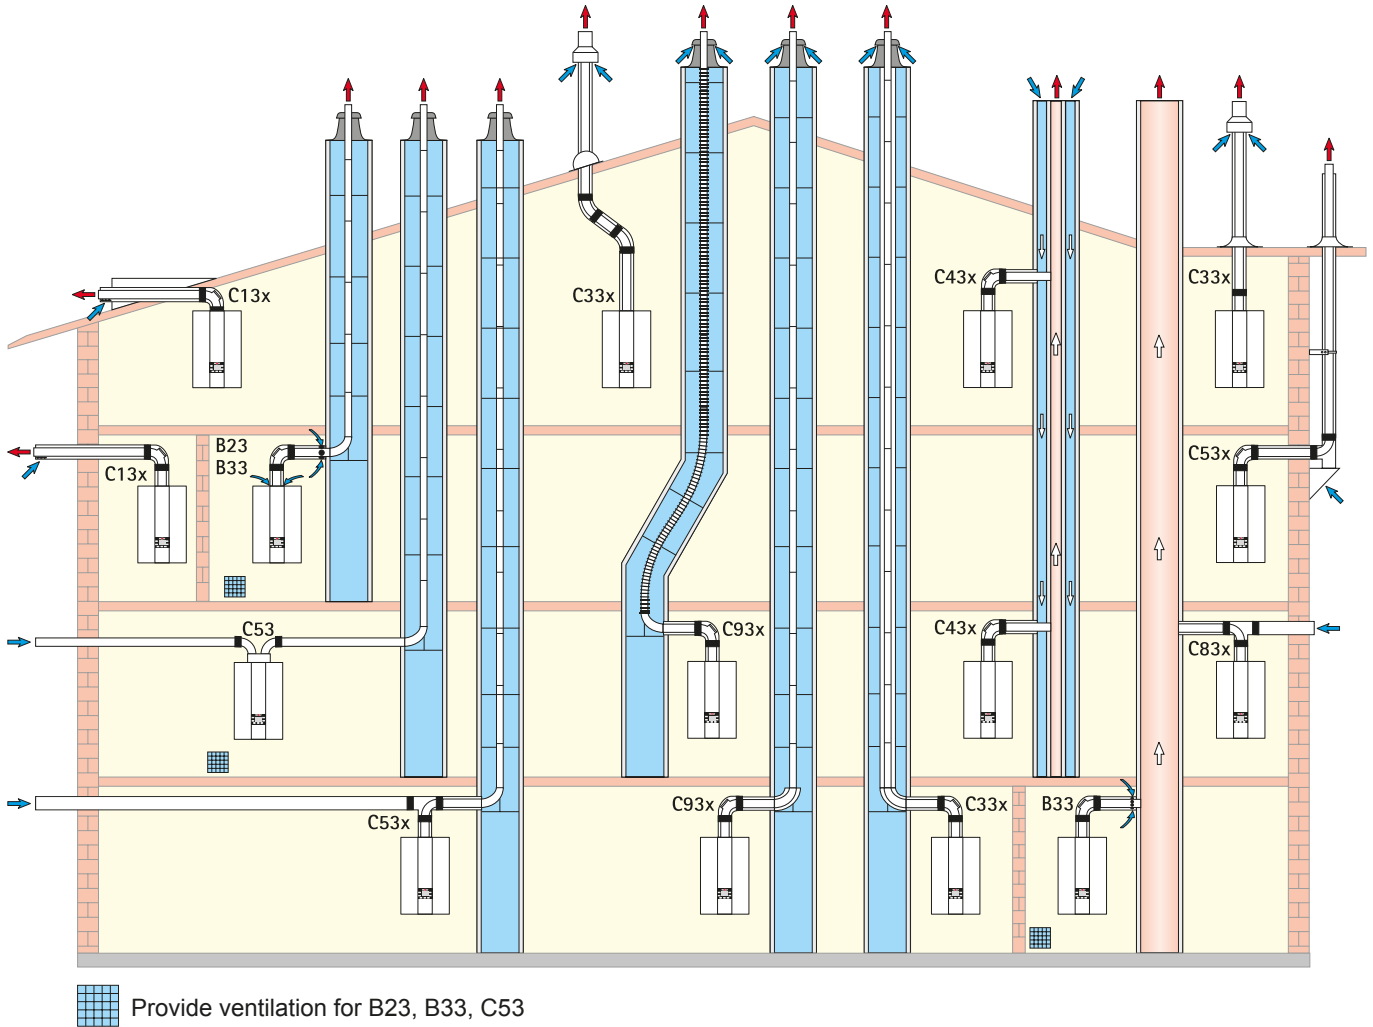 C13x
C33x
C43x
C33x
C13x
B23
B33
C53x
C53
C93x
C43x
C83x
C53x
C93x
C33x
B33
Provide ventilation for B23, B33, C53